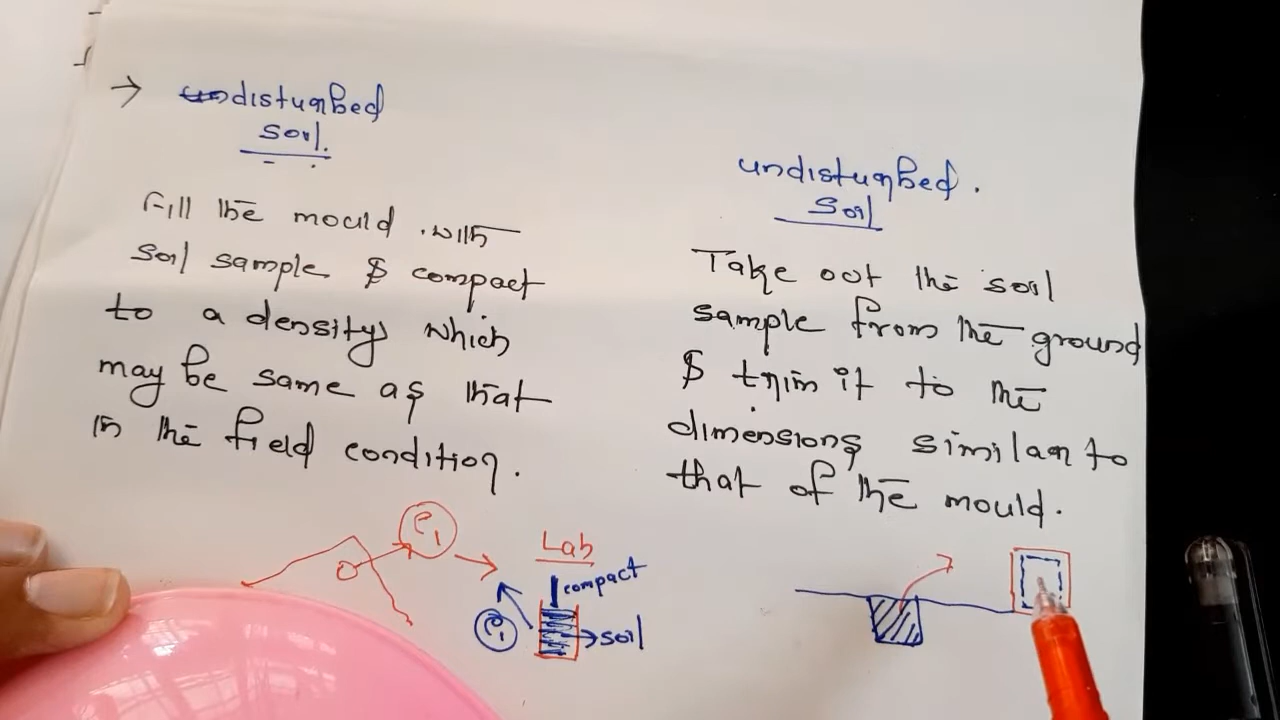 → disturbed
soil.
Fill the mould with
soil sample & compact
to a density which
may be same as that
in the field condition.
undisturbed.
soil
Take out the soil
sample from the ground
& trim it to the
dimensions similar to
that of the mould.
ρ1
Lab
compact
ρ1
soil